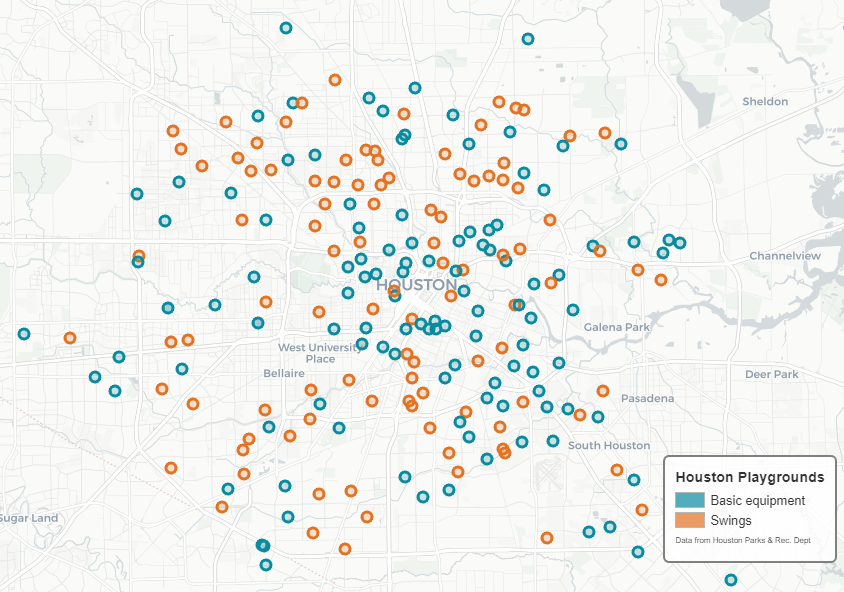 Sheldon
Channelview
HOUSTON
Galena Park
West University
Place
Bellaire
Deer Park
Pasadena
South Houston
Sugar Land
Houston Playgrounds
Basic equipment
Swings
Data from Houston Parks & Rec. Dept